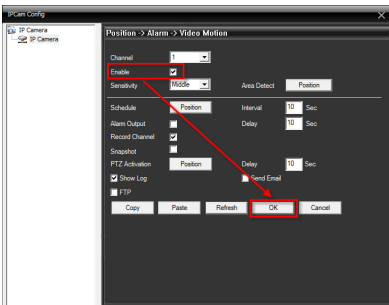 IPCam Config
IP Camera
IP Camera
Position -> Alarm -> Video Motion
Channel 1
Enable
Sensitivity Middle Area Detect Position
Schedule Position Interval 10 Sec
Alarm Output Delay 10 Sec
Record Channel
Snapshot
PTZ Activation Position Delay 10 Sec
Show Log Send Email
FTP
Copy Paste Refresh OK Cancel